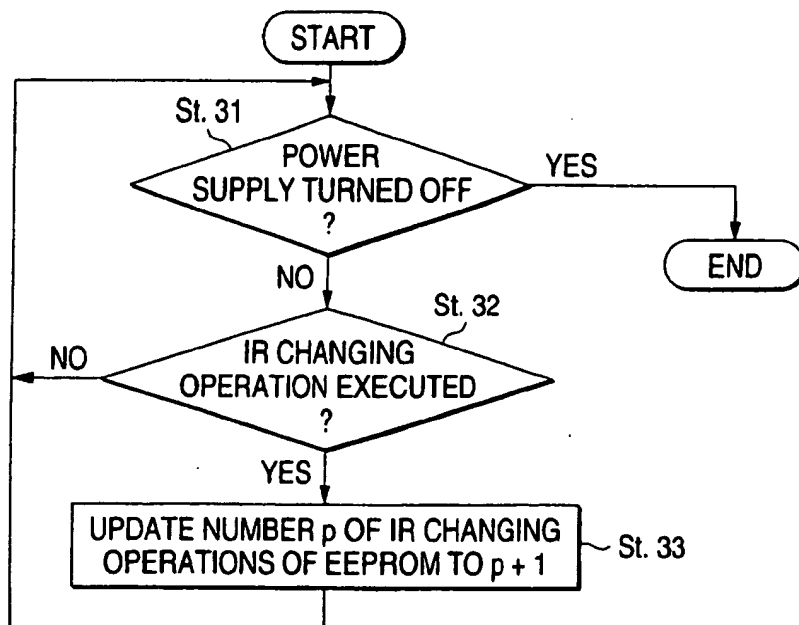 START
St. 31
POWER
SUPPLY TURNED OFF
?
YES
END
NO
St. 32
IR CHANGING
OPERATION EXECUTED
?
NO
YES
UPDATE NUMBER p OF IR CHANGING
OPERATIONS OF EEPROM TO p + 1
St. 33